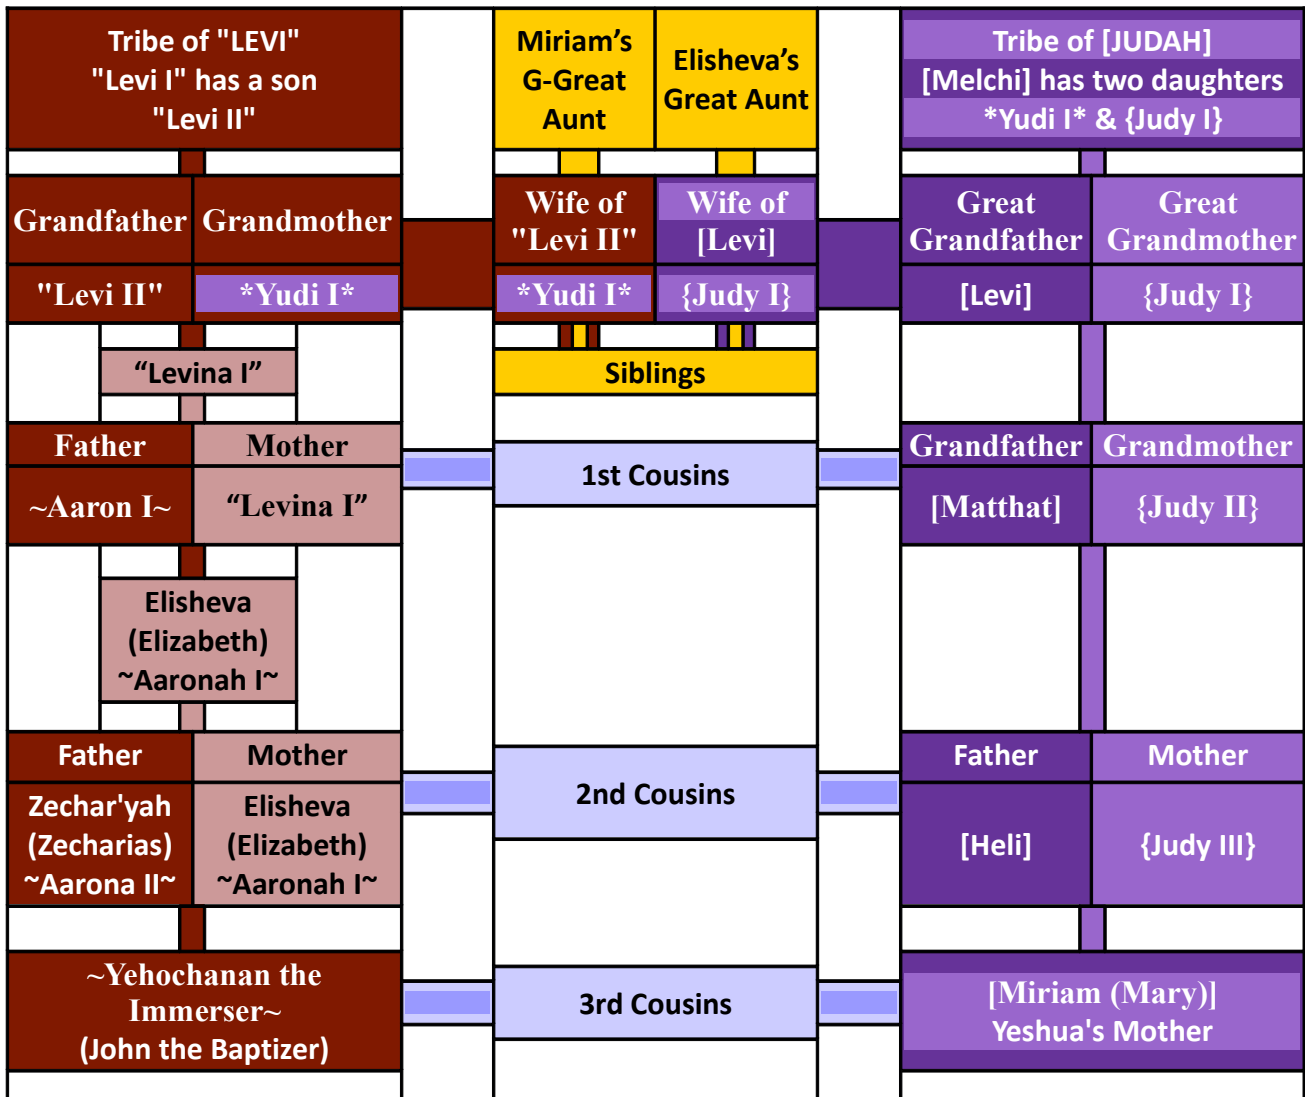 Tribe of "LEVI"
"Levi I" has a son
"Levi II"
Miriam’s
G-Great
Aunt
Elisheva’s
Great Aunt
Tribe of [JUDAH]
[Melchi] has two daughters
*Yudi I* & {Judy I}
Grandfather
Grandmother
Wife of
"Levi II"
Wife of
[Levi]
Great
Grandfather
Great
Grandmother
"Levi II"
*Yudi I*
*Yudi I*
{Judy I}
[Levi]
{Judy I}
“Levina I”
Siblings
Father
Mother
1st Cousins
Grandfather
Grandmother
~Aaron I~
“Levina I”
[Matthat]
{Judy II}
Elisheva
(Elizabeth)
~Aaronah I~
Father
Mother
2nd Cousins
Father
Mother
Zechar'yah
(Zecharias)
~Aarona II~
Elisheva
(Elizabeth)
~Aaronah I~
[Heli]
{Judy III}
~Yehochanan the
Immerser~
(John the Baptizer)
3rd Cousins
[Miriam (Mary)]
Yeshua's Mother